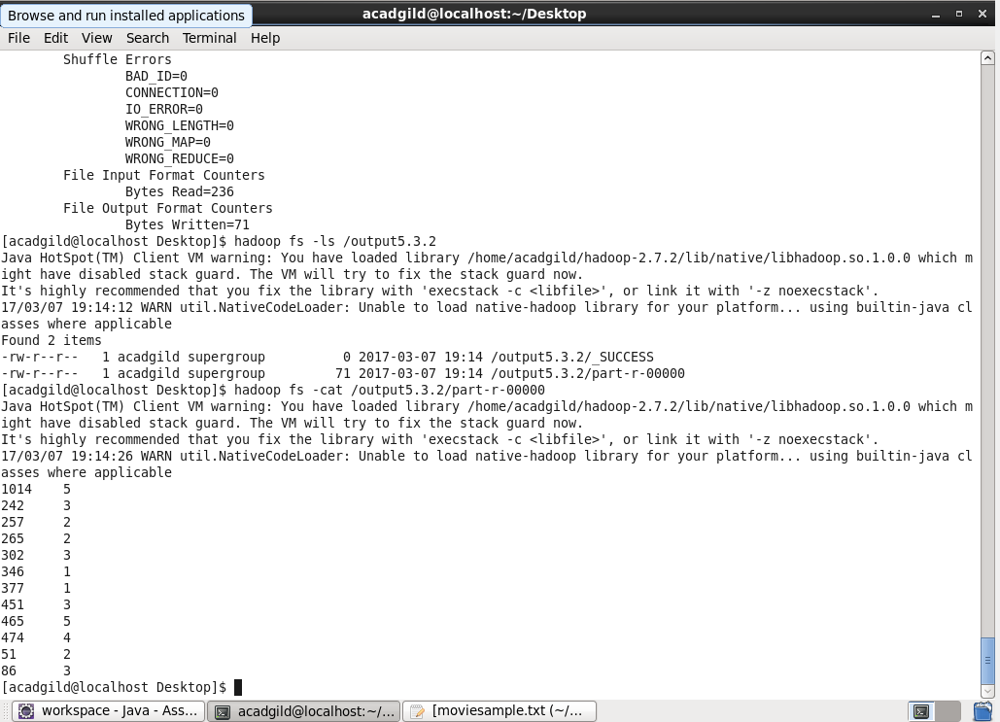 Browse and run installed applications
acadgild@localhost:~/Desktop
File Edit View Search Terminal Help
Shuffle Errors
BAD_ID=0
CONNECTION=0
IO_ERROR=0
WRONG_LENGTH=0
WRONG_MAP=0
WRONG_REDUCE=0
File Input Format Counters
Bytes Read=236
File Output Format Counters
Bytes Written=71
[acadgild@localhost Desktop]$ hadoop fs -ls /output5.3.2
Java HotSpot(TM) Client VM warning: You have loaded library /home/acadgild/hadoop-2.7.2/lib/native/libhadoop.so.1.0.0 which m
ight have disabled stack guard. The VM will try to fix the stack guard now.
It's highly recommended that you fix the library with 'execstack -c <libfile>', or link it with '-z noexecstack'.
17/03/07 19:14:12 WARN util.NativeCodeLoader: Unable to load native-hadoop library for your platform... using builtin-java cl
asses where applicable
Found 2 items
-rw-r--r--   1 acadgild supergroup          0 2017-03-07 19:14 /output5.3.2/_SUCCESS
-rw-r--r--   1 acadgild supergroup         71 2017-03-07 19:14 /output5.3.2/part-r-00000
[acadgild@localhost Desktop]$ hadoop fs -cat /output5.3.2/part-r-00000
Java HotSpot(TM) Client VM warning: You have loaded library /home/acadgild/hadoop-2.7.2/lib/native/libhadoop.so.1.0.0 which m
ight have disabled stack guard. The VM will try to fix the stack guard now.
It's highly recommended that you fix the library with 'execstack -c <libfile>', or link it with '-z noexecstack'.
17/03/07 19:14:26 WARN util.NativeCodeLoader: Unable to load native-hadoop library for your platform... using builtin-java cl
asses where applicable
1014    5
242     3
257     2
265     2
302     3
346     1
377     1
451     3
465     5
474     4
51      2
86      3
[acadgild@localhost Desktop]$
workspace - Java - Ass... acadgild@localhost:~/... [moviesample.txt (~/...